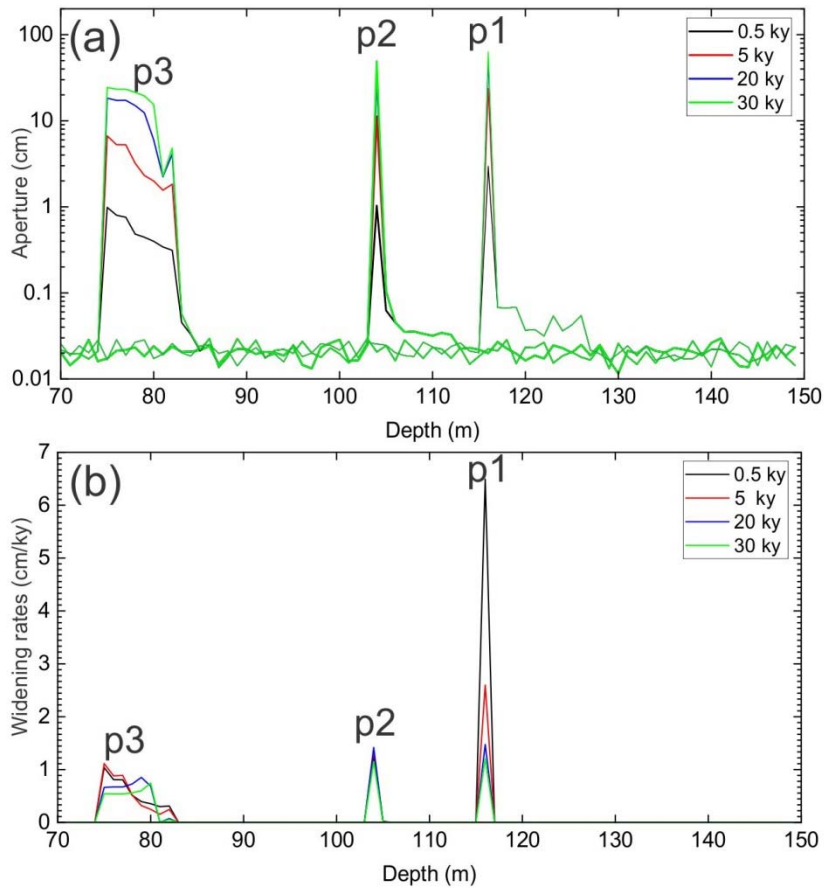 (a)
p3
p2
p1
0.5 ky
5 ky
20 ky
30 ky
Aperture (cm)
100
10
1
0.1
0.01
70 80 90 100 110 120 130 140 150
Depth (m)
(b)
p3
p2
p1
0.5 ky
5 ky
20 ky
30 ky
Widening rates (cm/ky)
7
6
5
4
3
2
1
0
70 80 90 100 110 120 130 140 150
Depth (m)